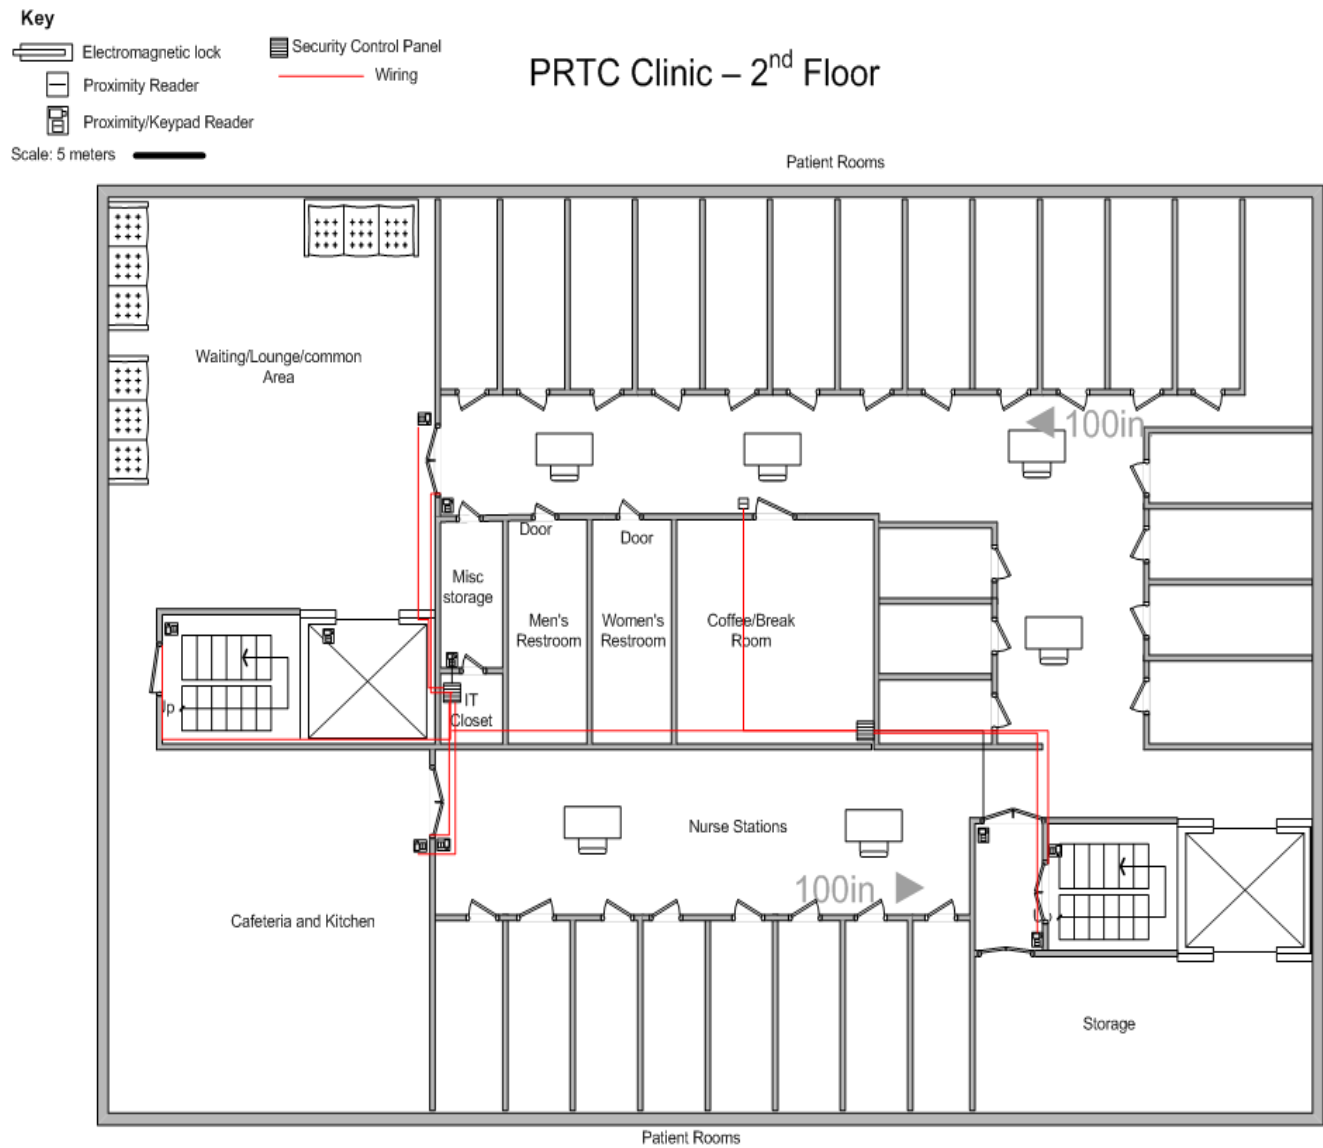 Key
Electromagnetic lock
Security Control Panel
Proximity Reader
Wiring
Proximity/Keypad Reader
Scale: 5 meters
PRTC Clinic – 2nd Floor
Patient Rooms
Waiting/Lounge/common
Area
100in
Door
Door
Misc
storage
Men's
Restroom
Women's
Restroom
Coffee/Break
Room
IT
Closet
Nurse Stations
100in
Cafeteria and Kitchen
Storage
Patient Rooms